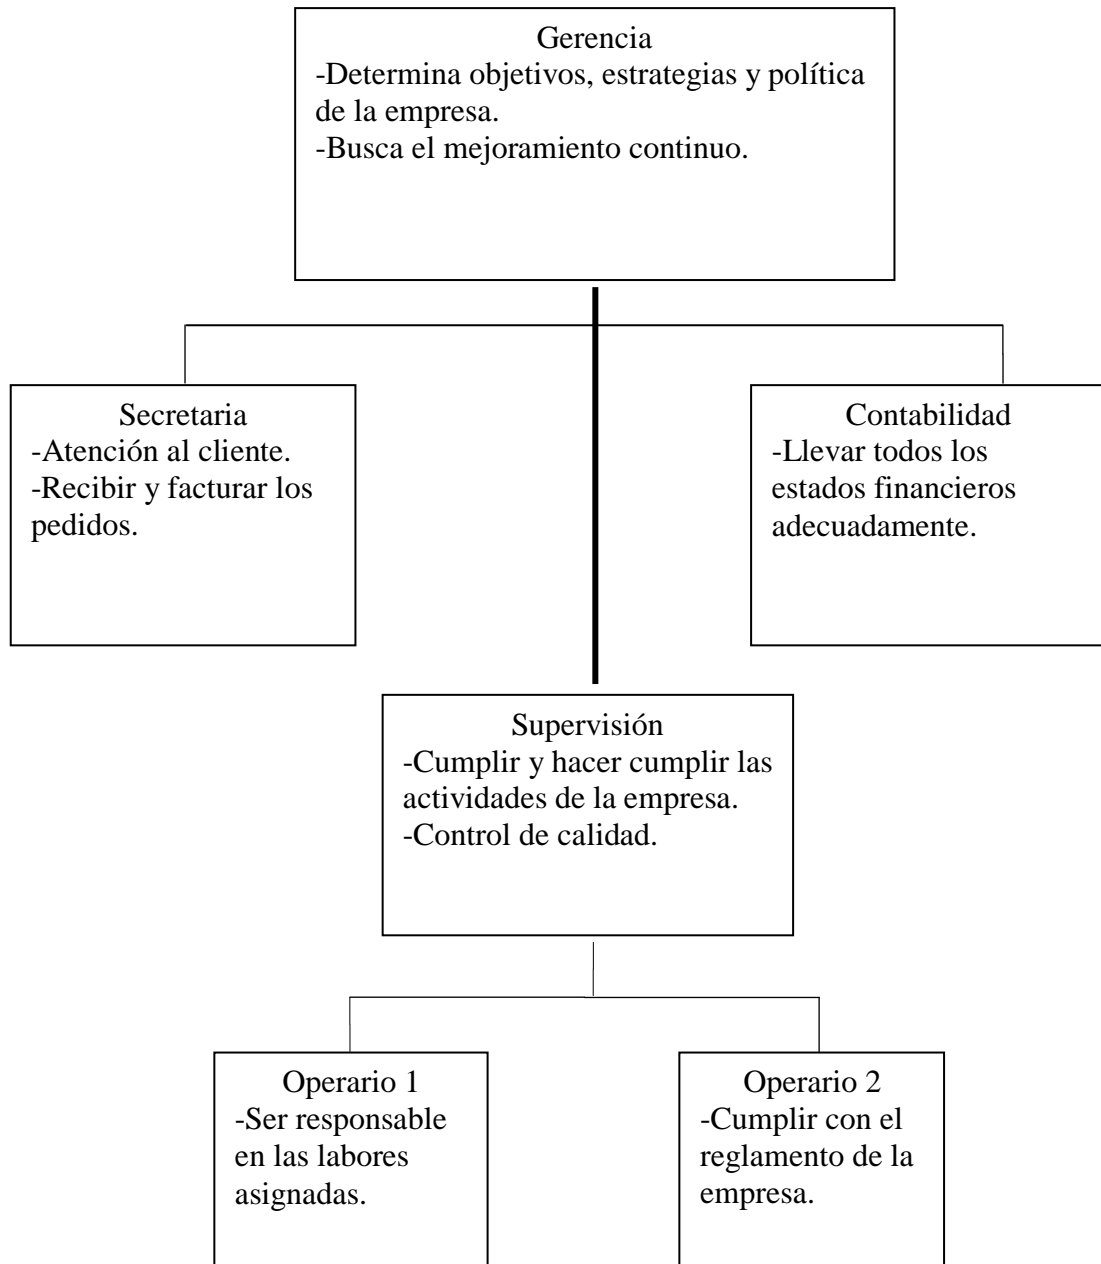 Gerencia
-Determina objetivos, estrategias y política
de la empresa.
-Busca el mejoramiento continuo.
Secretaria
-Atención al cliente.
-Recibir y facturar los
pedidos.
Contabilidad
-Llevar todos los
estados financieros
adecuadamente.
Supervisión
-Cumplir y hacer cumplir las
actividades de la empresa.
-Control de calidad.
Operario 1
-Ser responsable
en las labores
asignadas.
Operario 2
-Cumplir con el
reglamento de la
empresa.